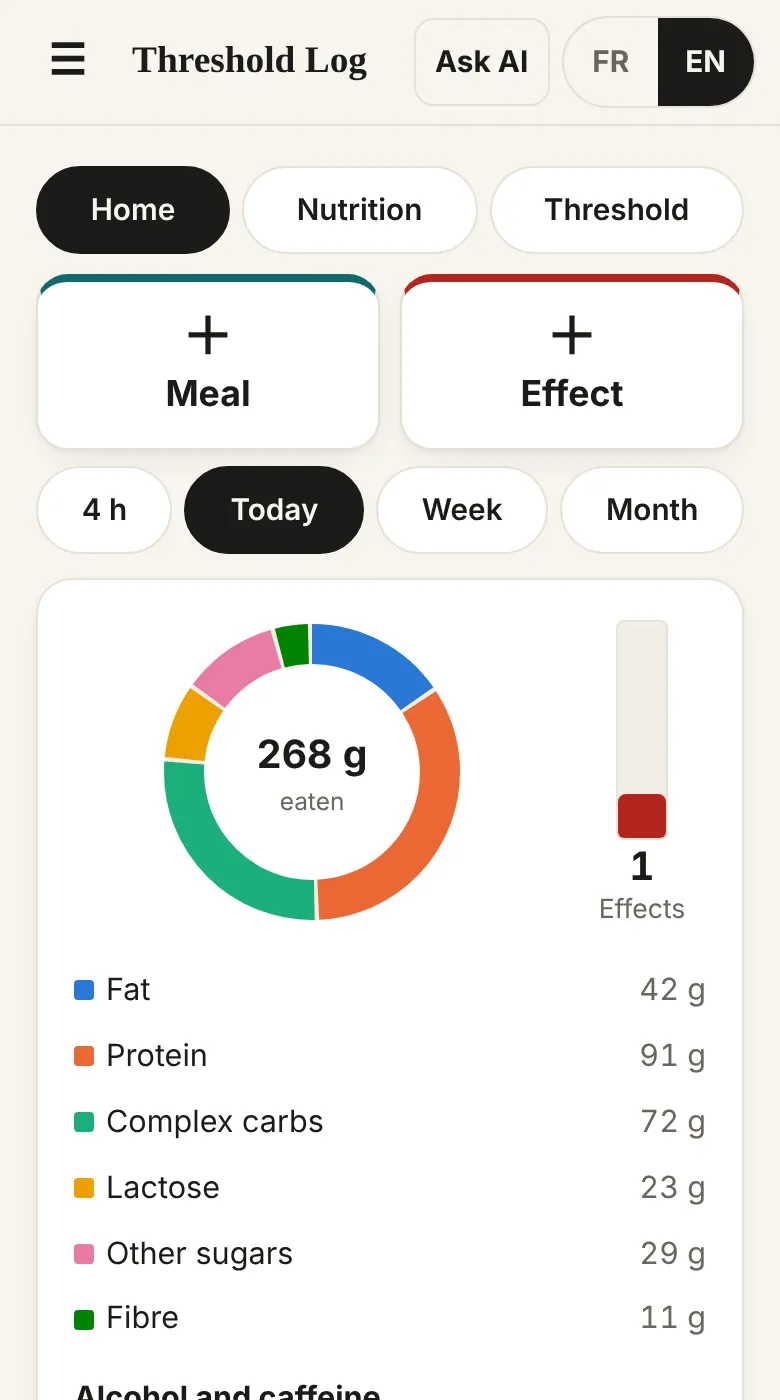 ☰ Threshold Log Ask AI FR EN
Home Nutrition Threshold
+ +
Meal Effect
4 h Today Week Month
268 g
eaten
1
Effects
Fat 42 g
Protein 91 g
Complex carbs 72 g
Lactose 23 g
Other sugars 29 g
Fibre 11 g
Alcohol and caffeine